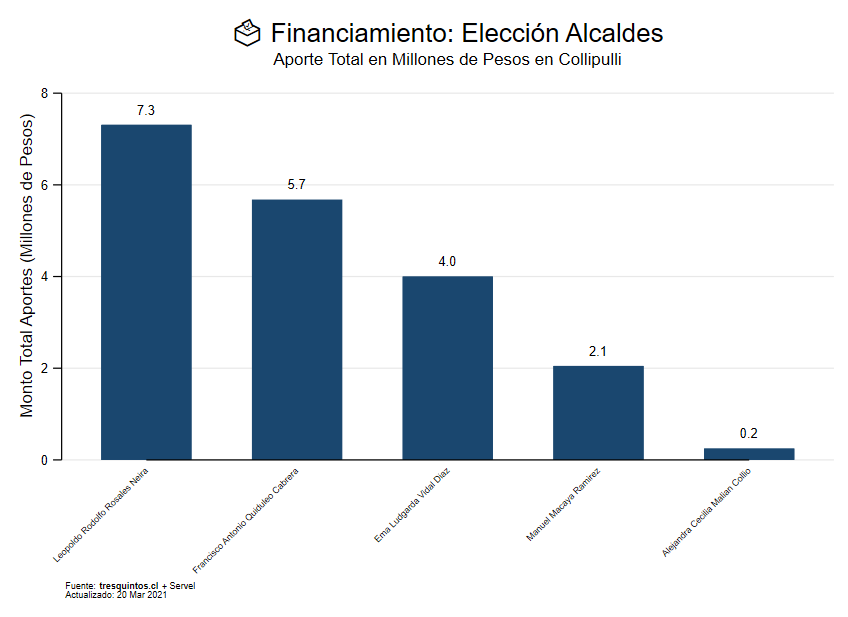 Financiamiento: Elección Alcaldes
Aporte Total en Millones de Pesos en Collipulli
Monto Total Aportes (Millones de Pesos)
8
6
4
2
0
7.3
5.7
4.0
2.1
0.2
Leopoldo Rodolfo Rosales Neira
Francisco Antonio Quiduleo Cabrera
Ema Ludgarda Vidal Diaz
Manuel Macaya Ramirez
Alejandra Cecilia Malian Collio
Fuente: tresquintos.cl + Servel
Actualizado: 20 Mar 2021